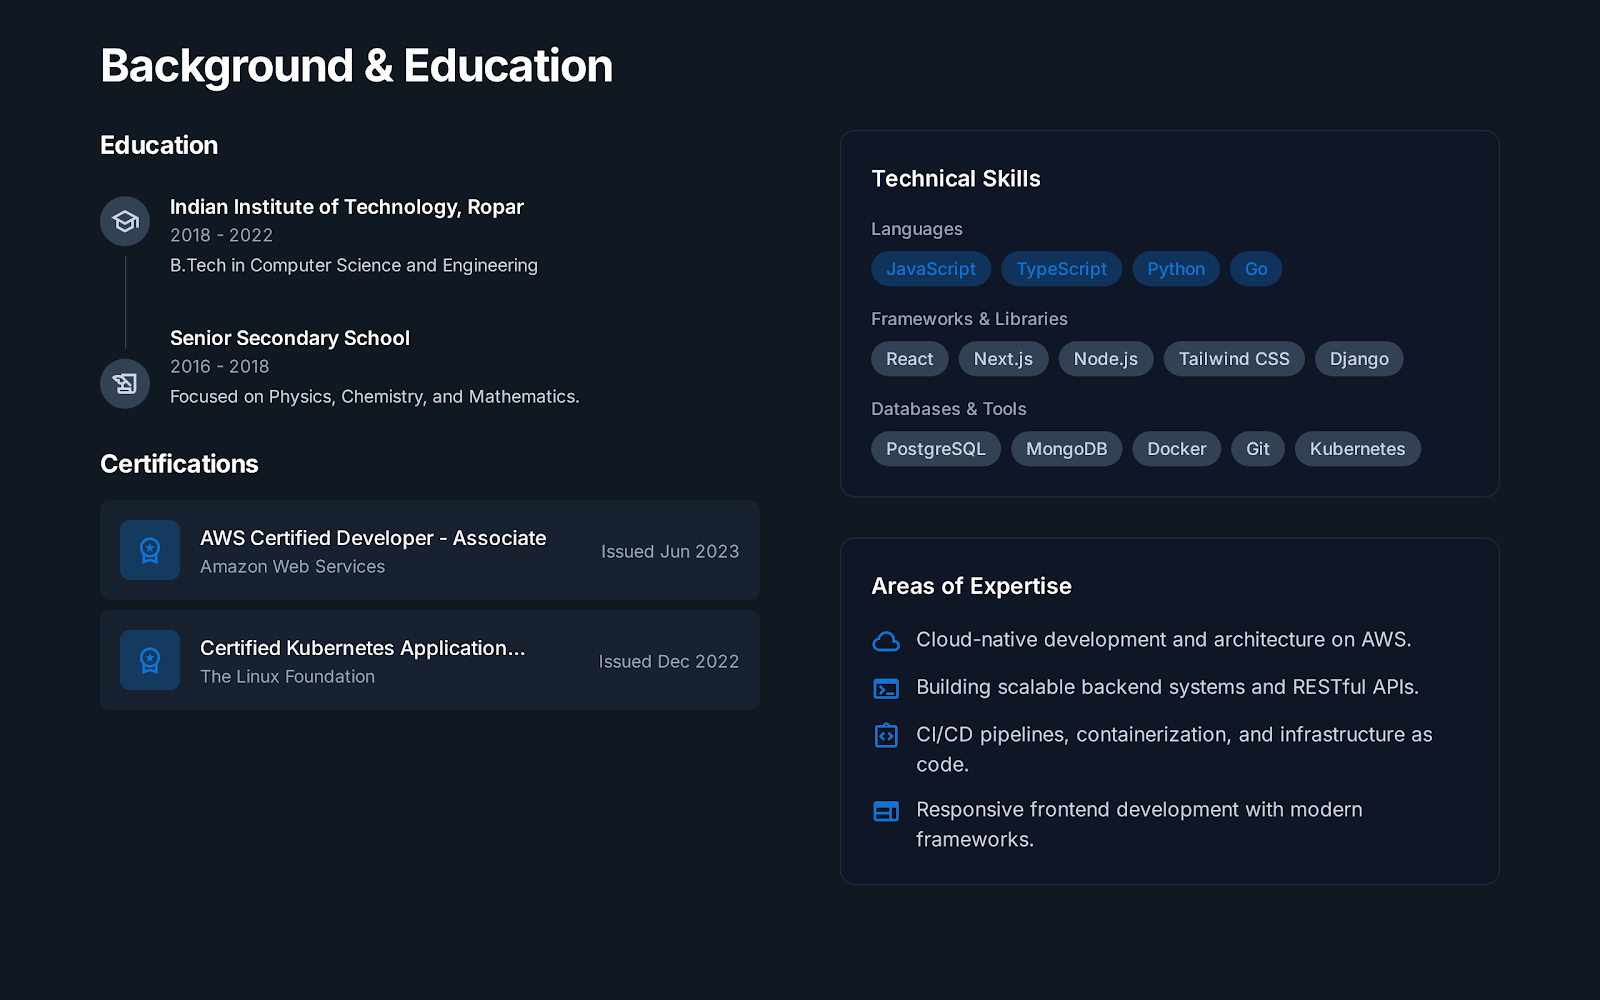 Background & Education
Education
Indian Institute of Technology, Ropar
2018 - 2022
B.Tech in Computer Science and Engineering
Senior Secondary School
2016 - 2018
Focused on Physics, Chemistry, and Mathematics.
Certifications
AWS Certified Developer - Associate
Amazon Web Services
Issued Jun 2023
Certified Kubernetes Application...
The Linux Foundation
Issued Dec 2022
Technical Skills
Languages
JavaScript TypeScript Python Go
Frameworks & Libraries
React Next.js Node.js Tailwind CSS Django
Databases & Tools
PostgreSQL MongoDB Docker Git Kubernetes
Areas of Expertise
Cloud-native development and architecture on AWS.
Building scalable backend systems and RESTful APIs.
CI/CD pipelines, containerization, and infrastructure as
code.
Responsive frontend development with modern
frameworks.